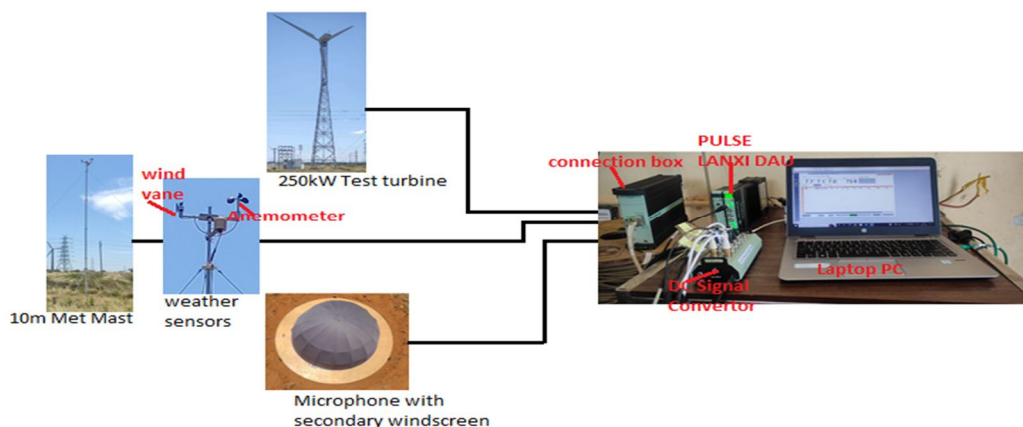 250kW Test turbine
wind
vane
Anemometer
10m Met Mast
weather
sensors
Microphone with
secondary windscreen
connection box
PULSE
LANXI DAU
DC Signal
Convertor
Laptop PC